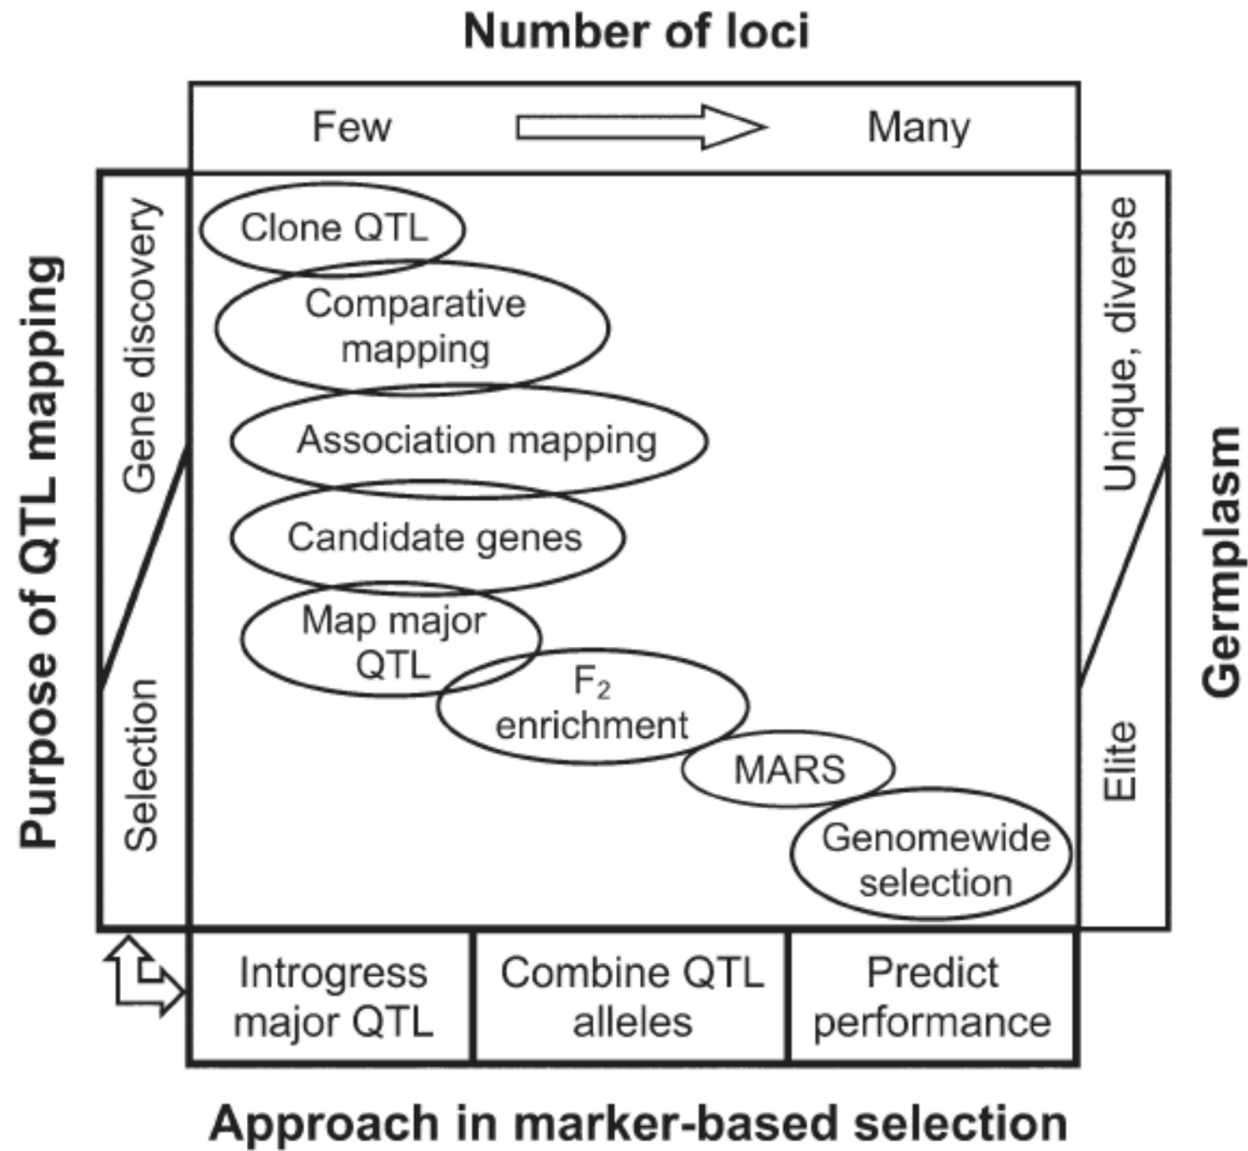 Number of loci
Few
Many
Purpose of QTL mapping
Gene discovery
Selection
Clone QTL
Comparative
mapping
Association mapping
Candidate genes
Map major
QTL
F₂
enrichment
MARS
Genomewide
selection
Unique, diverse
Elite
Germplasm
Introgress
major QTL
Combine QTL
alleles
Predict
performance
Approach in marker-based selection